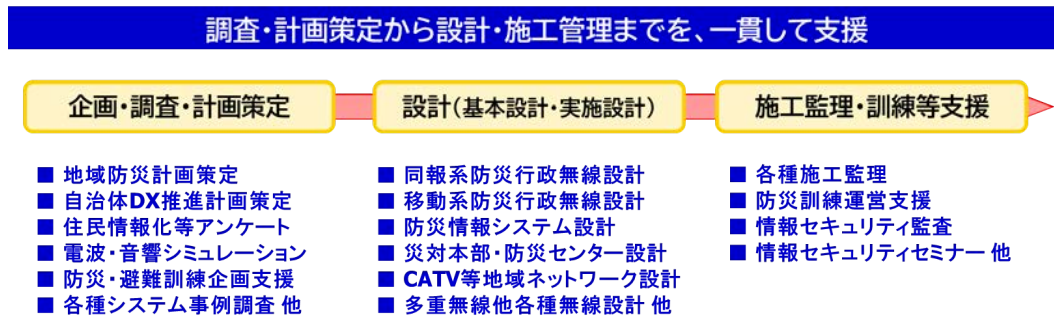 調査・計画策定から設計・施工管理までを、一貫して支援
企画・調査・計画策定
■ 地域防災計画策定
■ 自治体DX推進計画策定
■ 住民情報化等アンケート
■ 電波・音響シミュレーション
■ 防災・避難訓練企画支援
■ 各種システム事例調査 他
設計(基本設計・実施設計)
■ 同報系防災行政無線設計
■ 移動系防災行政無線設計
■ 防災情報システム設計
■ 災対本部・防災センター設計
■ CATV等地域ネットワーク設計
■ 多重無線他各種無線設計 他
施工監理・訓練等支援
■ 各種施工監理
■ 防災訓練運営支援
■ 情報セキュリティ監査
■ 情報セキュリティセミナー 他